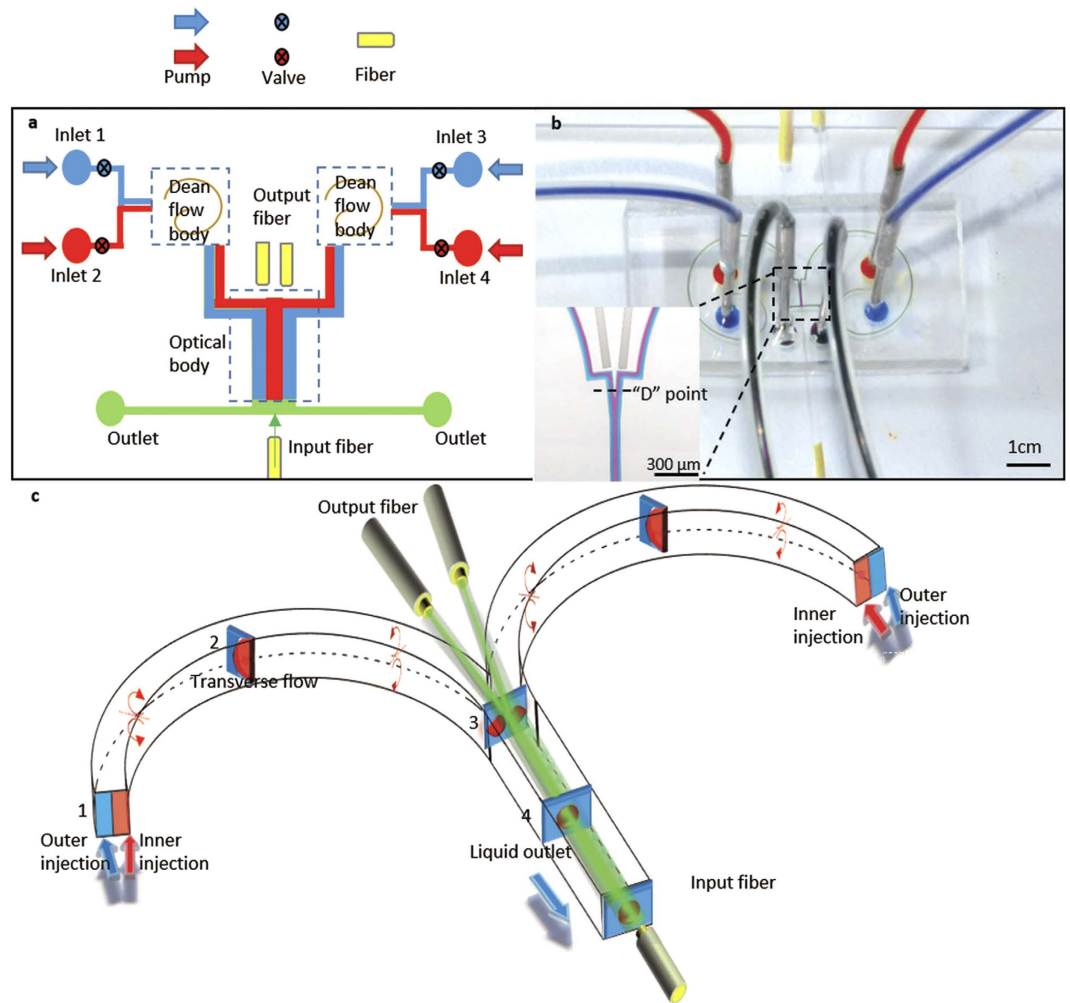 Pump
Valve
Fiber
a
Inlet 1
Inlet 3
Dean
flow
body
Output
fiber
Dean
flow
body
Inlet 2
Inlet 4
Optical
body
Outlet
Input fiber
Outlet
b
"D" point
300 µm
1cm
c
Output fiber
2
Transverse flow
Inner
injection
Outer
injection
3
1
4
Outer
injection
Inner
injection
Liquid outlet
Input fiber